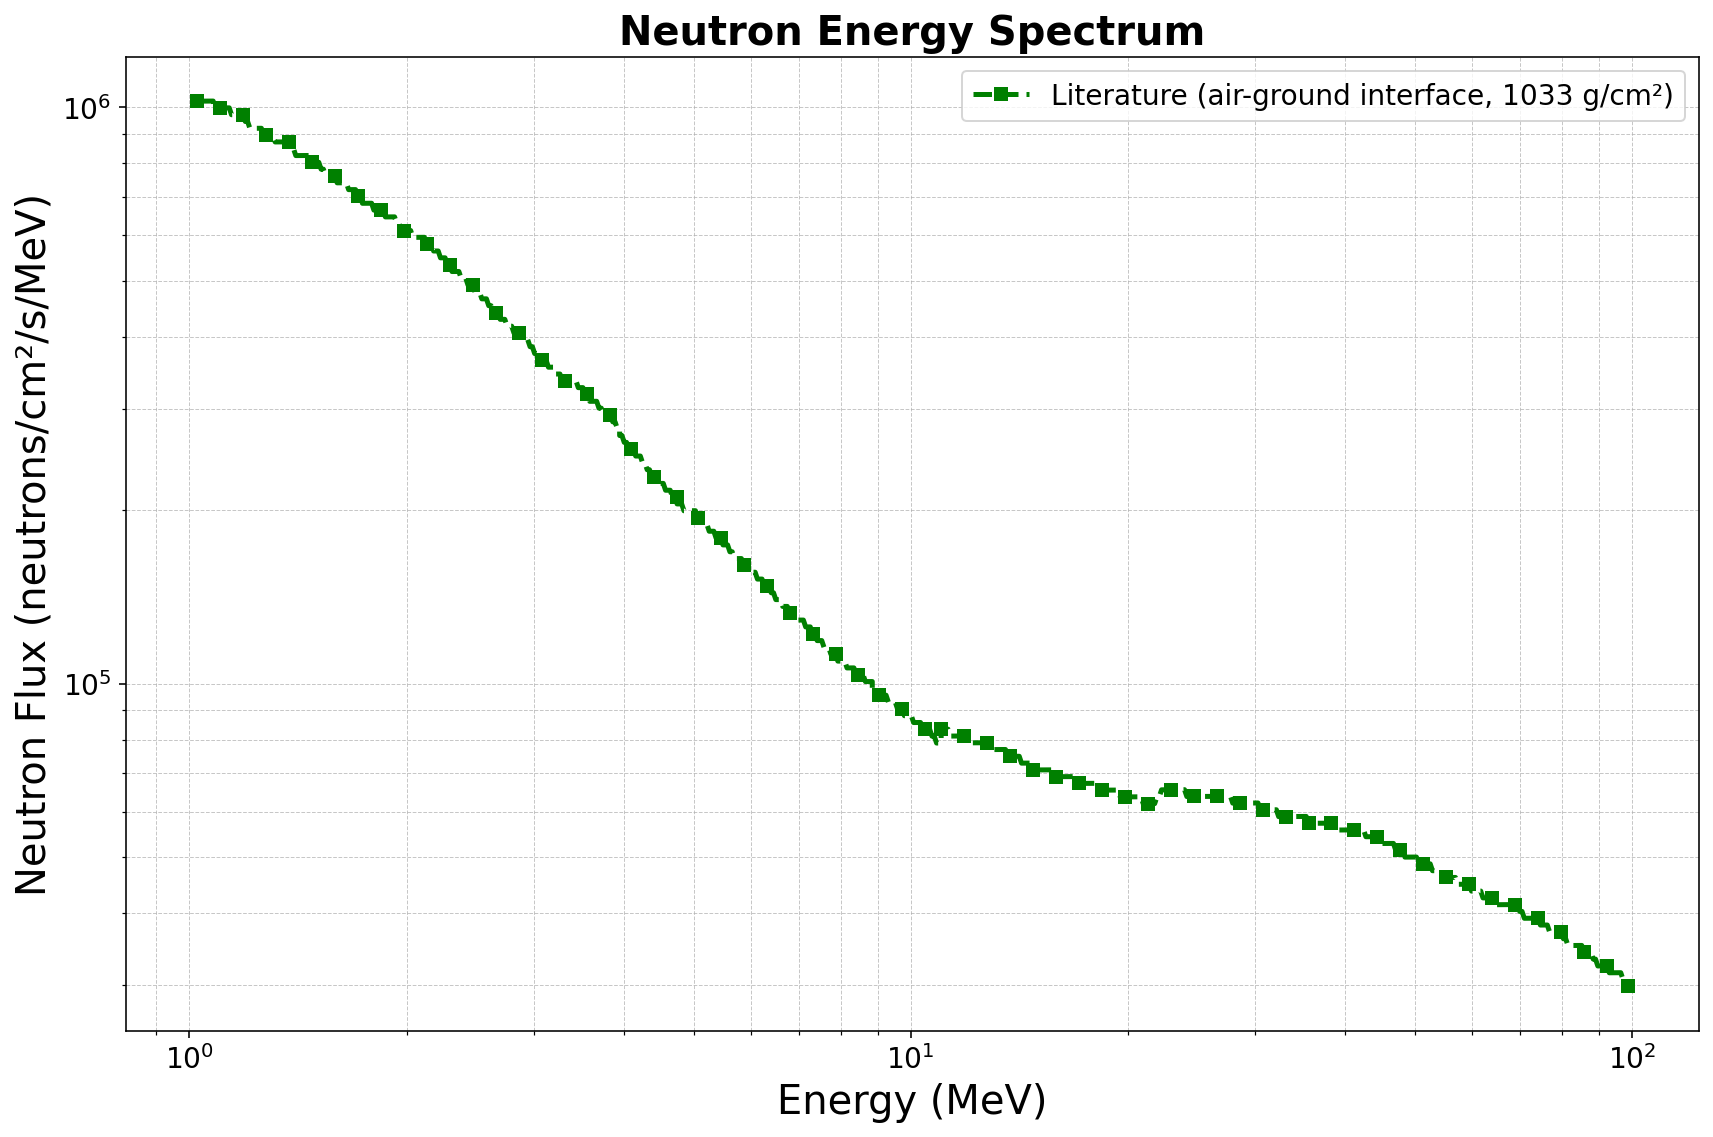 Neutron Energy Spectrum
Literature (air-ground interface, 1033 g/cm²)
Neutron Flux (neutrons/cm²/s/MeV)
10⁶
10⁵
10⁰
10¹
10²
Energy (MeV)